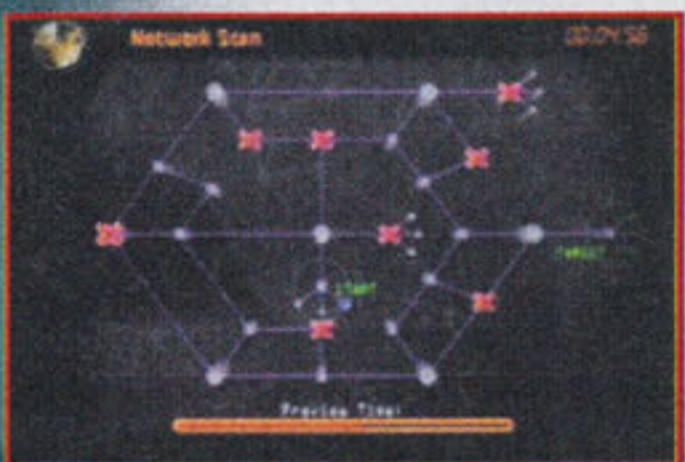 Network Scan
00:04:56
START
TARGET
Preview Time: